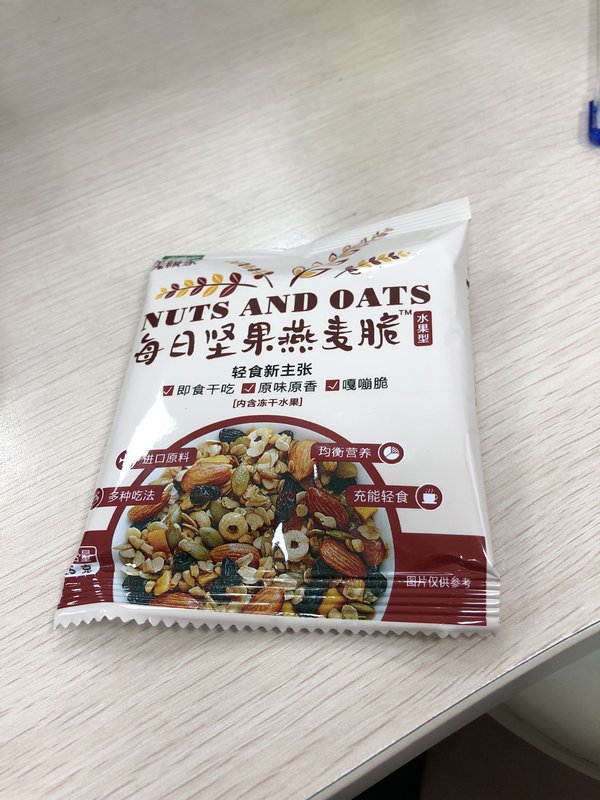 NUTS AND OATS
每日坚果燕麦脆™ 水果型
轻食新主张
即食干吃 原味原香 嘎嘣脆
[内含冻干水果]
进口原料 均衡营养
多种吃法 充能轻食
量
克
图片仅供参考